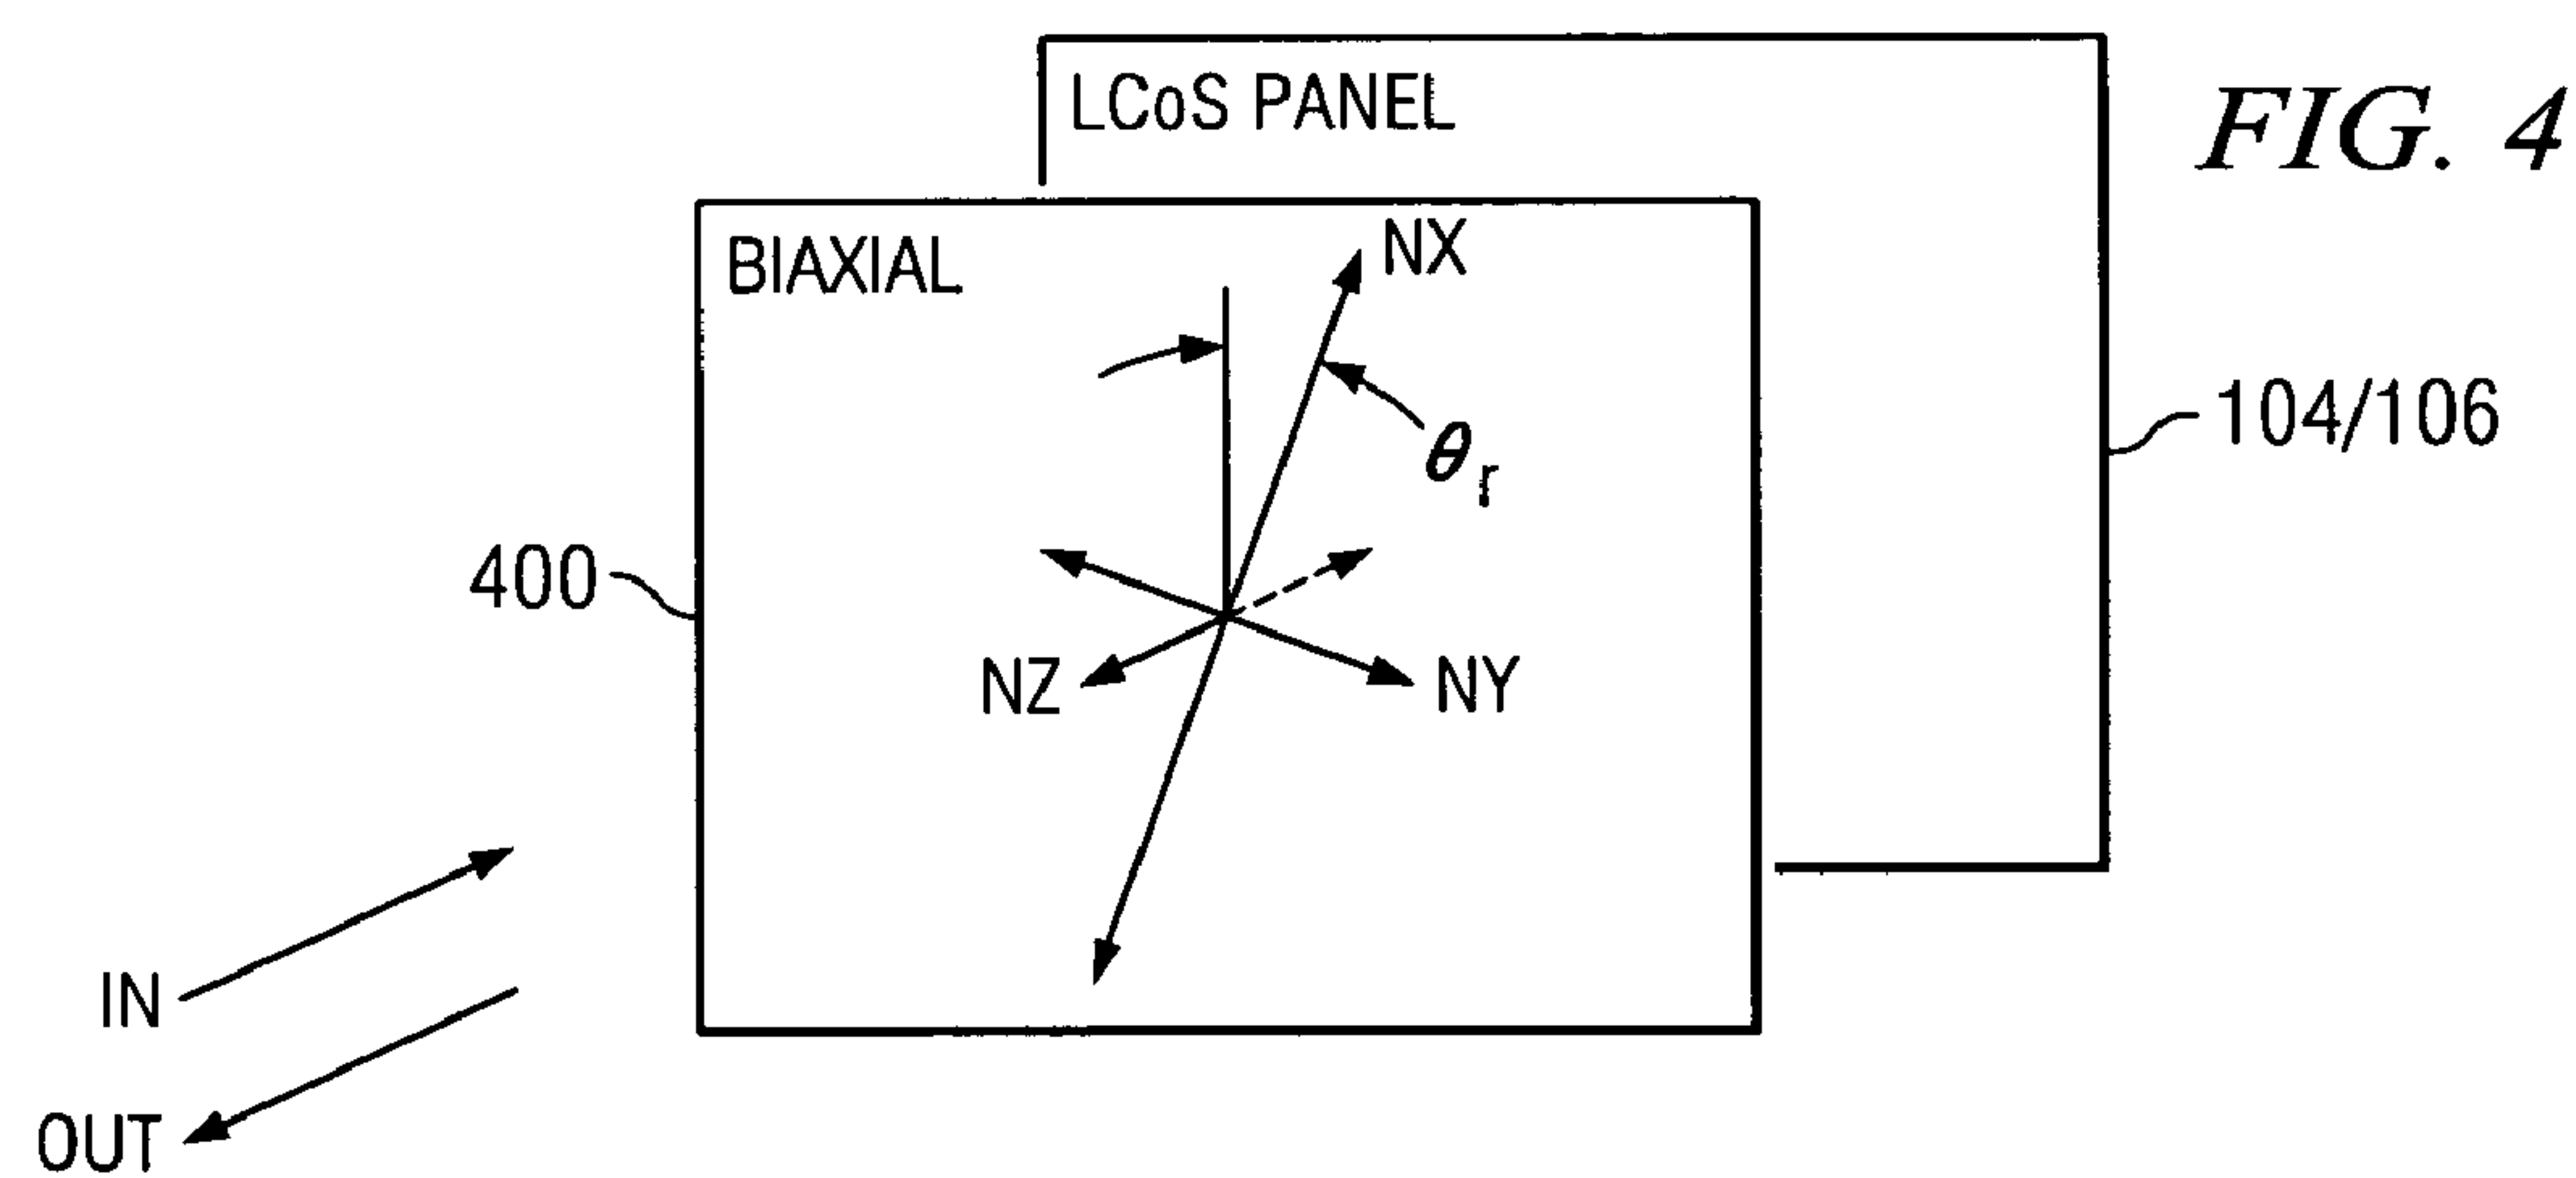 LCoS PANEL
FIG. 4
BIAXIAL
NX
θr
104/106
400
NZ
NY
IN
OUT